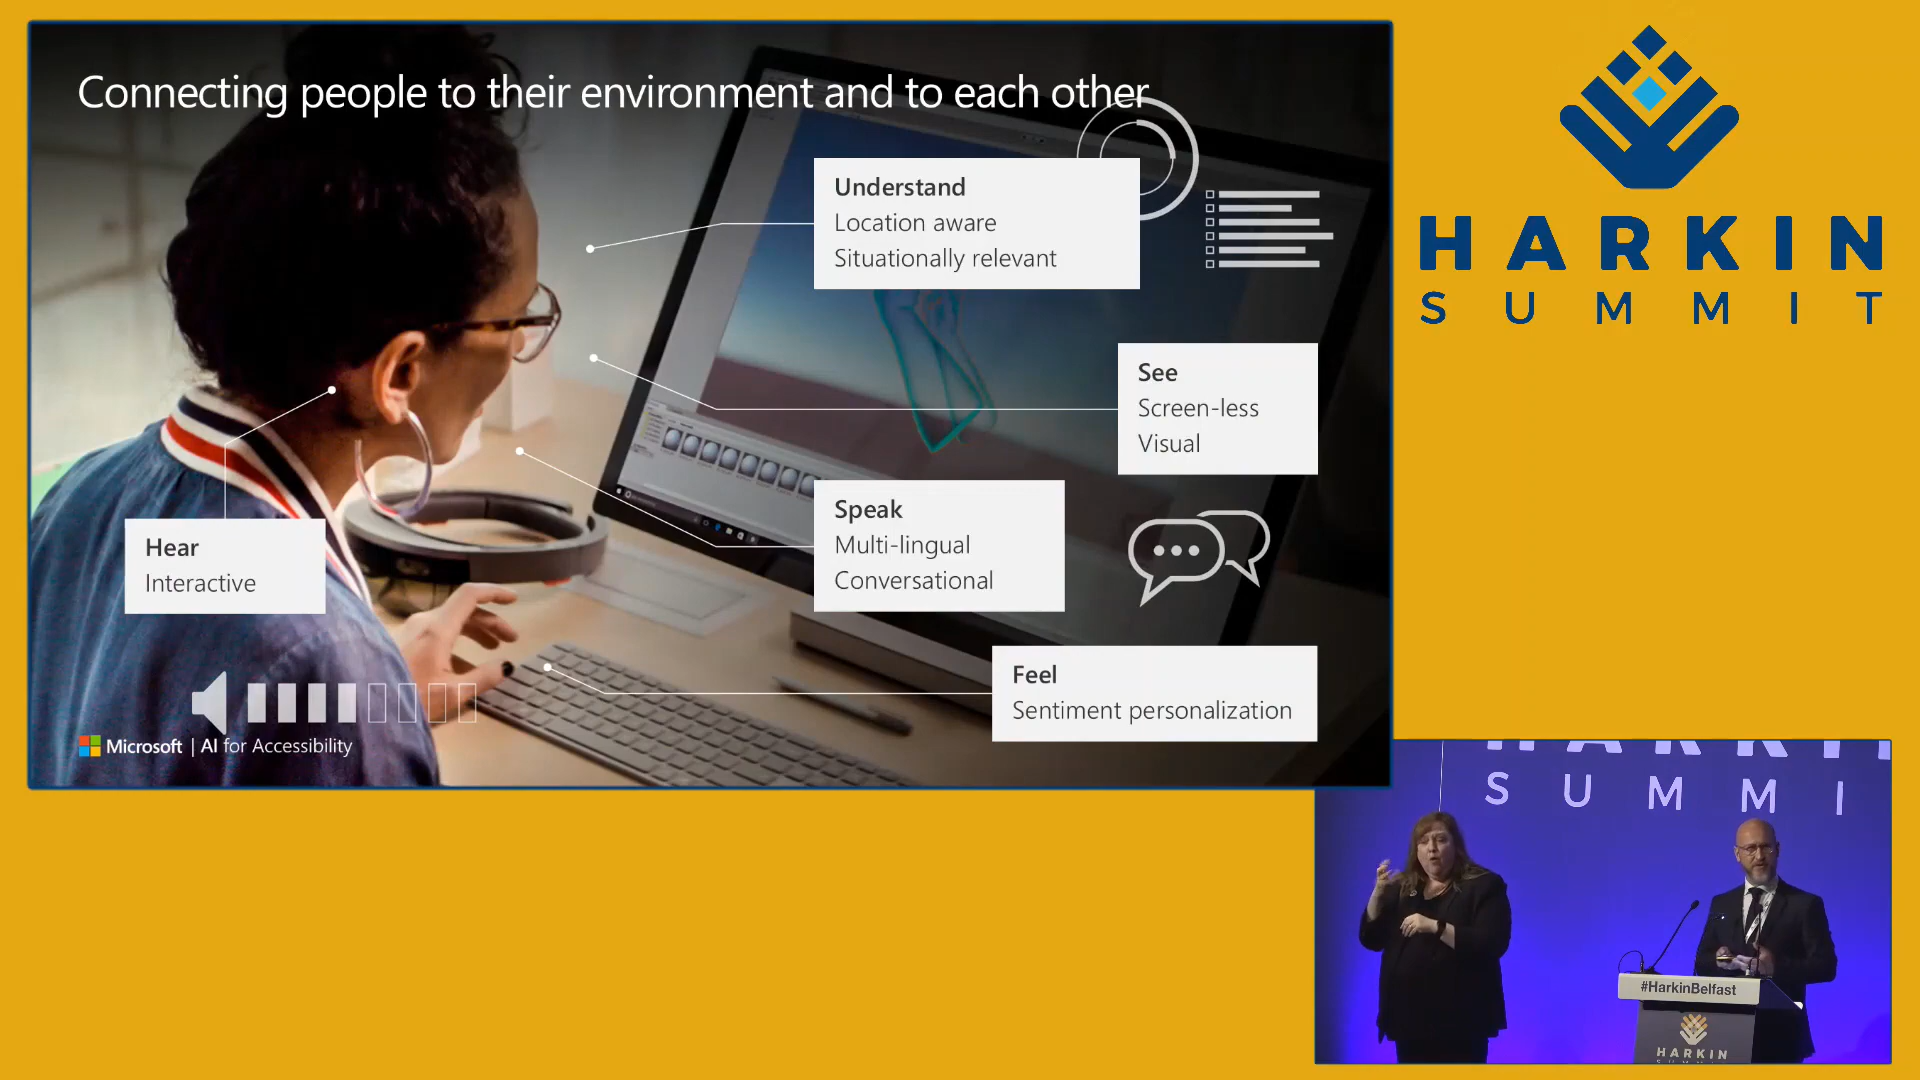 Connecting people to their environment and to each other
Understand
Location aware
Situationally relevant
See
Screen-less
Visual
Speak
Multi-lingual
Conversational
Hear
Interactive
Feel
Sentiment personalization
Microsoft | AI for Accessibility
HARKIN
SUMMIT
SUMMI
#HarkinBelfast
HARKIN